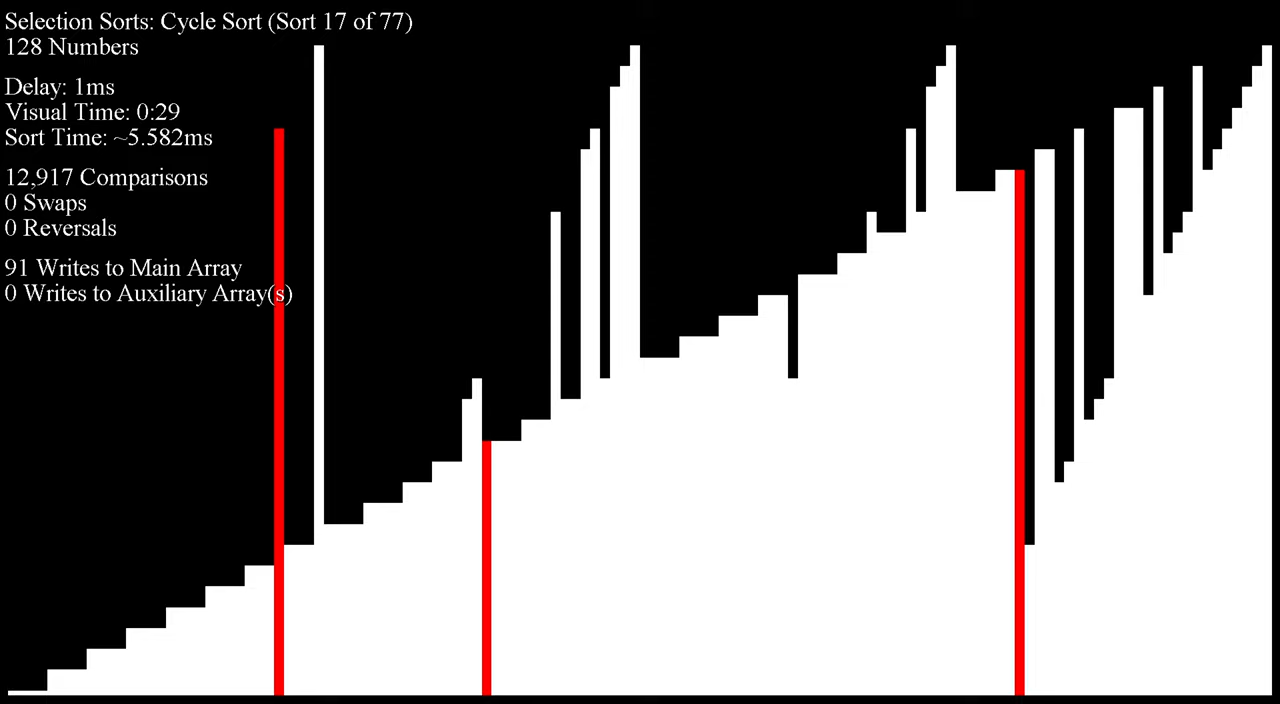 Selection Sorts: Cycle Sort (Sort 17 of 77)
128 Numbers
Delay: 1ms
Visual Time: 0:29
Sort Time: ~5.582ms
12,917 Comparisons
0 Swaps
0 Reversals
91 Writes to Main Array
0 Writes to Auxiliary Array(s)